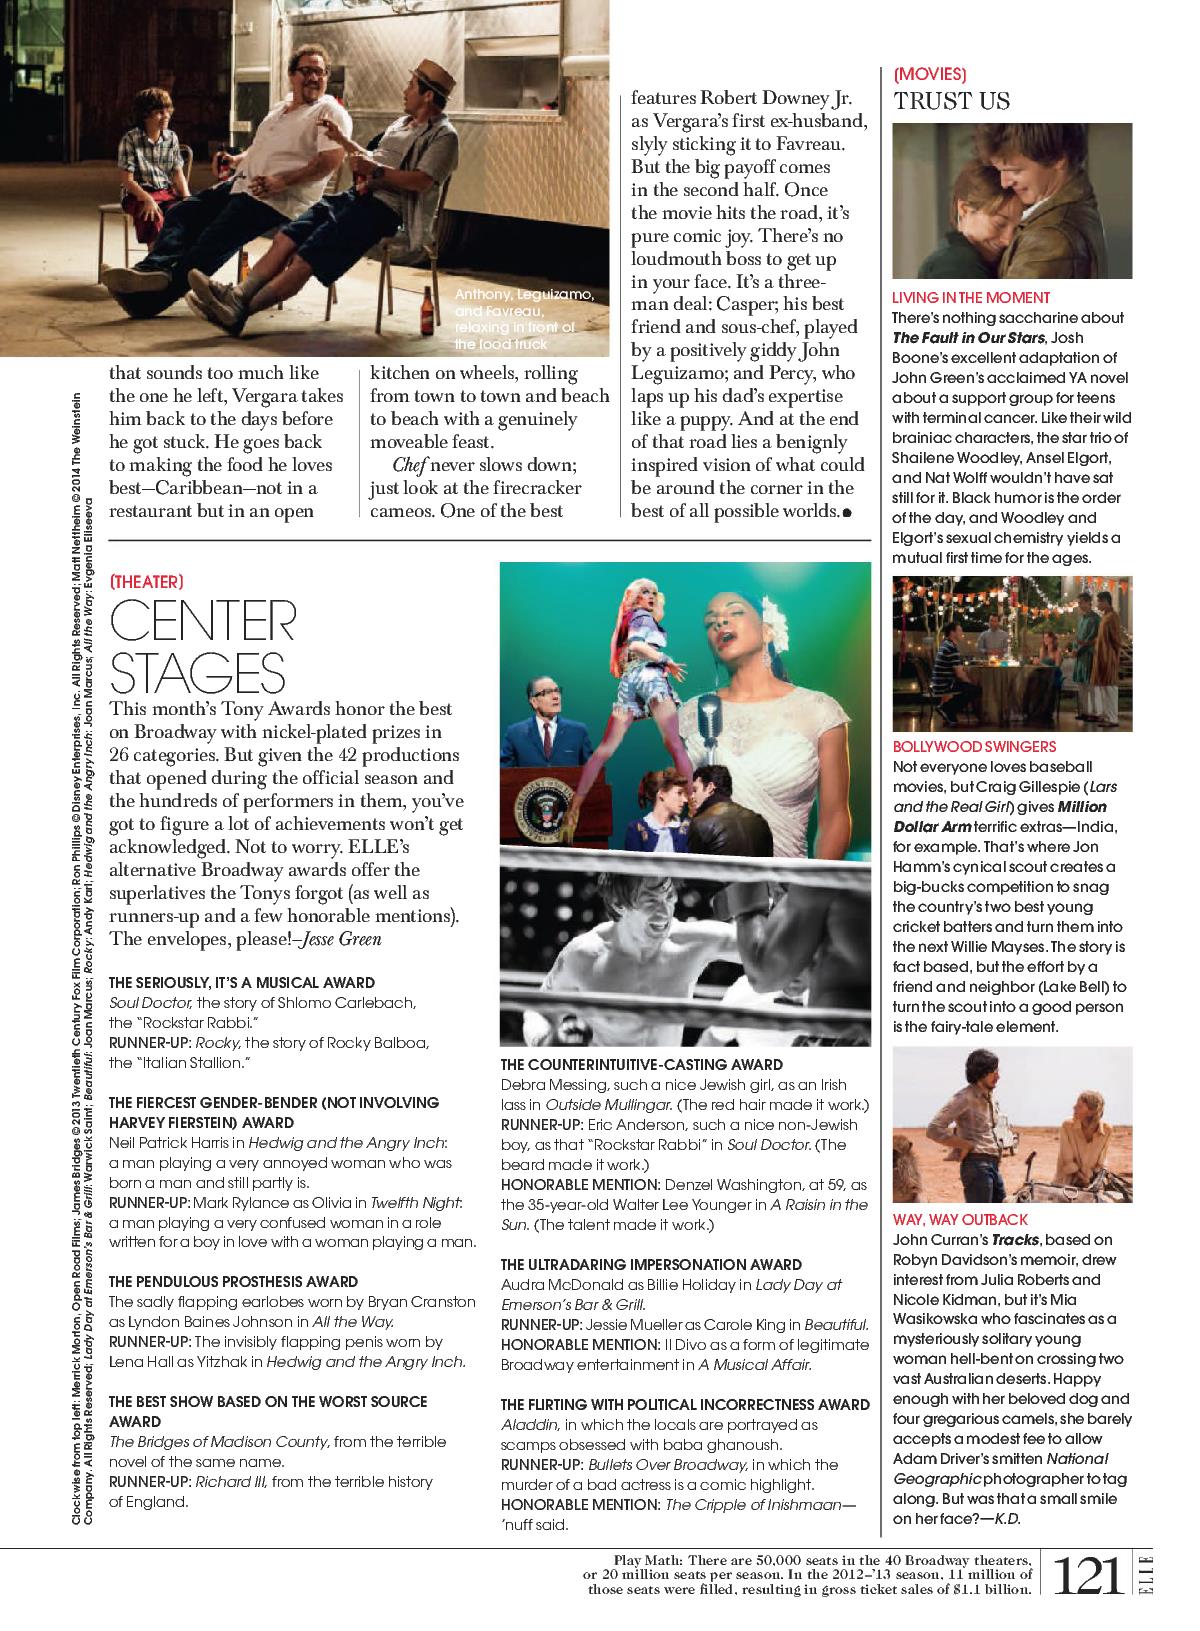 Anthony, Leguizamo,
and Favreau,
relaxing in front of
the food truck
that sounds too much like
the one he left, Vergara takes
him back to the days before
he got stuck. He goes back
to making the food he loves
best—Caribbean—not in a
restaurant but in an open
kitchen on wheels, rolling
from town to town and beach
to beach with a genuinely
moveable feast.
Chef never slows down;
just look at the firecracker
cameos. One of the best
features Robert Downey Jr.
as Vergara's first ex-husband,
slyly sticking it to Favreau.
But the big payoff comes
in the second half. Once
the movie hits the road, it's
pure comic joy. There's no
loudmouth boss to get up
in your face. It's a three-
man deal: Casper; his best
friend and sous-chef, played
by a positively giddy John
Leguizamo; and Percy, who
laps up his dad's expertise
like a puppy. And at the end
of that road lies a benignly
inspired vision of what could
be around the corner in the
best of all possible worlds.●
(THEATER)
CENTER
STAGES
This month's Tony Awards honor the best
on Broadway with nickel-plated prizes in
26 categories. But given the 42 productions
that opened during the official season and
the hundreds of performers in them, you've
got to figure a lot of achievements won't get
acknowledged. Not to worry. ELLE's
alternative Broadway awards offer the
superlatives the Tonys forgot (as well as
runners-up and a few honorable mentions).
The envelopes, please!–Jesse Green
THE SERIOUSLY, IT'S A MUSICAL AWARD
Soul Doctor, the story of Shlomo Carlebach,
the "Rockstar Rabbi."
RUNNER-UP: Rocky, the story of Rocky Balboa,
the "Italian Stallion."
THE FIERCEST GENDER-BENDER (NOT INVOLVING
HARVEY FIERSTEIN) AWARD
Neil Patrick Harris in Hedwig and the Angry Inch:
a man playing a very annoyed woman who was
born a man and still partly is.
RUNNER-UP: Mark Rylance as Olivia in Twelfth Night:
a man playing a very confused woman in a role
written for a boy in love with a woman playing a man.
THE PENDULOUS PROSTHESIS AWARD
The sadly flapping earlobes worn by Bryan Cranston
as Lyndon Baines Johnson in All the Way.
RUNNER-UP: The invisibly flapping penis worn by
Lena Hall as Yitzhak in Hedwig and the Angry Inch.
THE BEST SHOW BASED ON THE WORST SOURCE
AWARD
The Bridges of Madison County, from the terrible
novel of the same name.
RUNNER-UP: Richard III, from the terrible history
of England.
THE COUNTERINTUITIVE-CASTING AWARD
Debra Messing, such a nice Jewish girl, as an Irish
lass in Outside Mullingar. (The red hair made it work.)
RUNNER-UP: Eric Anderson, such a nice non-Jewish
boy, as that "Rockstar Rabbi" in Soul Doctor. (The
beard made it work.)
HONORABLE MENTION: Denzel Washington, at 59, as
the 35-year-old Walter Lee Younger in A Raisin in the
Sun. (The talent made it work.)
THE ULTRADARING IMPERSONATION AWARD
Audra McDonald as Billie Holiday in Lady Day at
Emerson's Bar & Grill.
RUNNER-UP: Jessie Mueller as Carole King in Beautiful.
HONORABLE MENTION: Il Divo as a form of legitimate
Broadway entertainment in A Musical Affair.
THE FLIRTING WITH POLITICAL INCORRECTNESS AWARD
Aladdin, in which the locals are portrayed as
scamps obsessed with baba ghanoush.
RUNNER-UP: Bullets Over Broadway, in which the
murder of a bad actress is a comic highlight.
HONORABLE MENTION: The Cripple of Inishmaan—
'nuff said.
(MOVIES)
TRUST US
LIVING IN THE MOMENT
There's nothing saccharine about
The Fault in Our Stars, Josh
Boone's excellent adaptation of
John Green's acclaimed YA novel
about a support group for teens
with terminal cancer. Like their wild
brainiac characters, the star trio of
Shailene Woodley, Ansel Elgort,
and Nat Wolff wouldn't have sat
still for it. Black humor is the order
of the day, and Woodley and
Elgort's sexual chemistry yields a
mutual first time for the ages.
BOLLYWOOD SWINGERS
Not everyone loves baseball
movies, but Craig Gillespie (Lars
and the Real Girl) gives Million
Dollar Arm terrific extras—India,
for example. That's where Jon
Hamm's cynical scout creates a
big-bucks competition to snag
the country's two best young
cricket batters and turn them into
the next Willie Mayses. The story is
fact based, but the effort by a
friend and neighbor (Lake Bell) to
turn the scout into a good person
is the fairy-tale element.
WAY, WAY OUTBACK
John Curran's Tracks, based on
Robyn Davidson's memoir, drew
interest from Julia Roberts and
Nicole Kidman, but it's Mia
Wasikowska who fascinates as a
mysteriously solitary young
woman hell-bent on crossing two
vast Australian deserts. Happy
enough with her beloved dog and
four gregarious camels, she barely
accepts a modest fee to allow
Adam Driver's smitten National
Geographic photographer to tag
along. But was that a small smile
on her face?—K.D.
Clockwise from top left: Merrick Morton, Open Road Films; James Bridges © 2013 Twentieth Century Fox Film Corporation; Ron Phillips © Disney Enterprises, Inc. All Rights Reserved; Matt Nettheim © 2014 The Weinstein
Company. All Rights Reserved; Lady Day at Emerson's Bar & Grill: Warwick Saint; Beautiful: Joan Marcus; Rocky: Andy Karl; Hedwig and the Angry Inch: Joan Marcus; All the Way: Evgenia Eliseeva
Play Math: There are 50,000 seats in the 40 Broadway theaters,
or 20 million seats per season. In the 2012–'13 season, 11 million of
those seats were filled, resulting in gross ticket sales of $1.1 billion.
121
ELLE